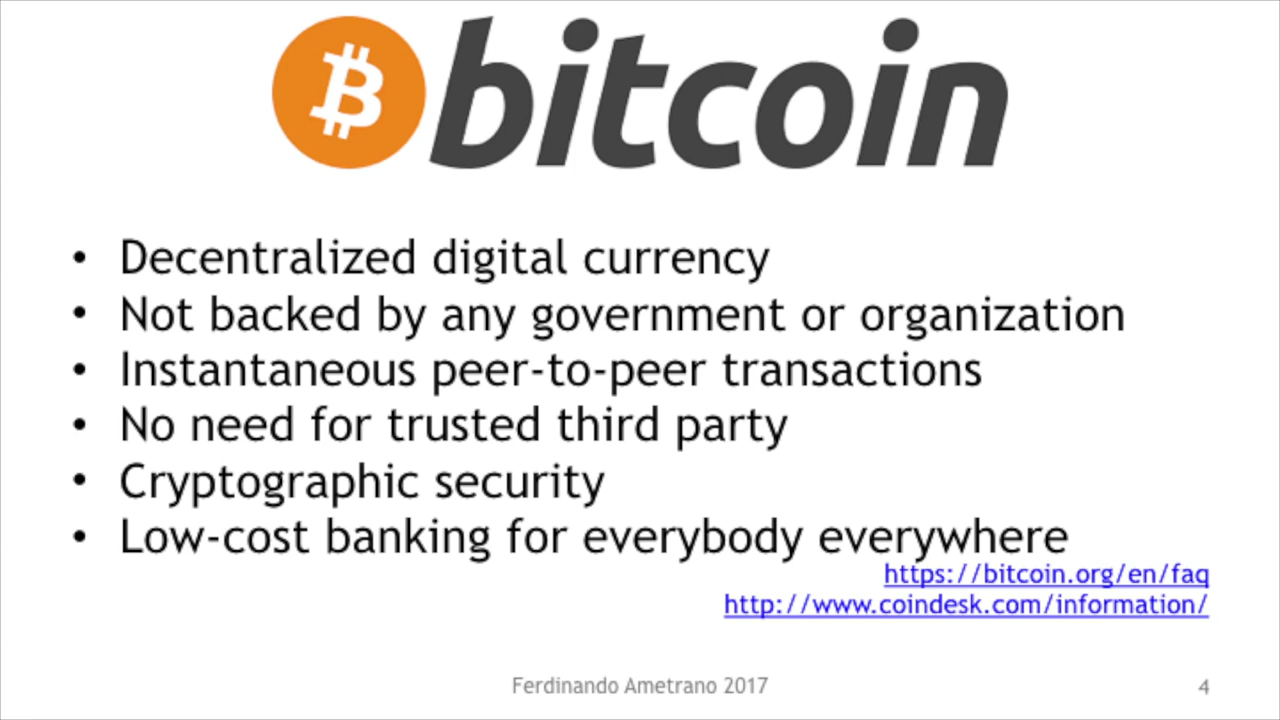 bitcoin
• Decentralized digital currency
• Not backed by any government or organization
• Instantaneous peer-to-peer transactions
• No need for trusted third party
• Cryptographic security
• Low-cost banking for everybody everywhere
https://bitcoin.org/en/faq
http://www.coindesk.com/information/
Ferdinando Ametrano 2017
4